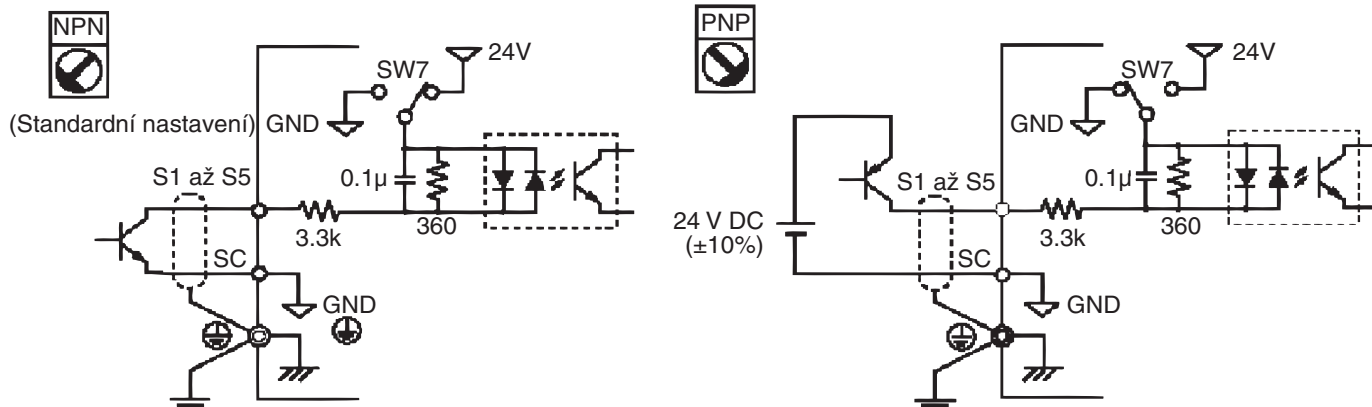 NPN
24V
SW7
(Standardní nastavení) GND
S1 až S5
0.1µ
3.3k
360
SC
GND
PNP
24V
SW7
GND
S1 až S5
0.1µ
24 V DC
(±10%)
3.3k
360
SC
GND